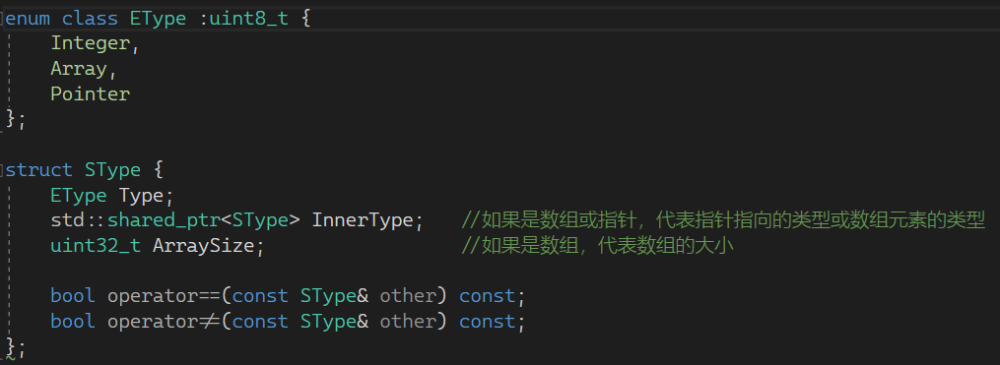 enum class EType :uint8_t {
    Integer,
    Array,
    Pointer
};

struct SType {
    EType Type;
    std::shared_ptr<SType> InnerType;   //如果是数组或指针，代表指针指向的类型或数组元素的类型
    uint32_t ArraySize;                 //如果是数组，代表数组的大小

    bool operator==(const SType& other) const;
    bool operator≠(const SType& other) const;
};